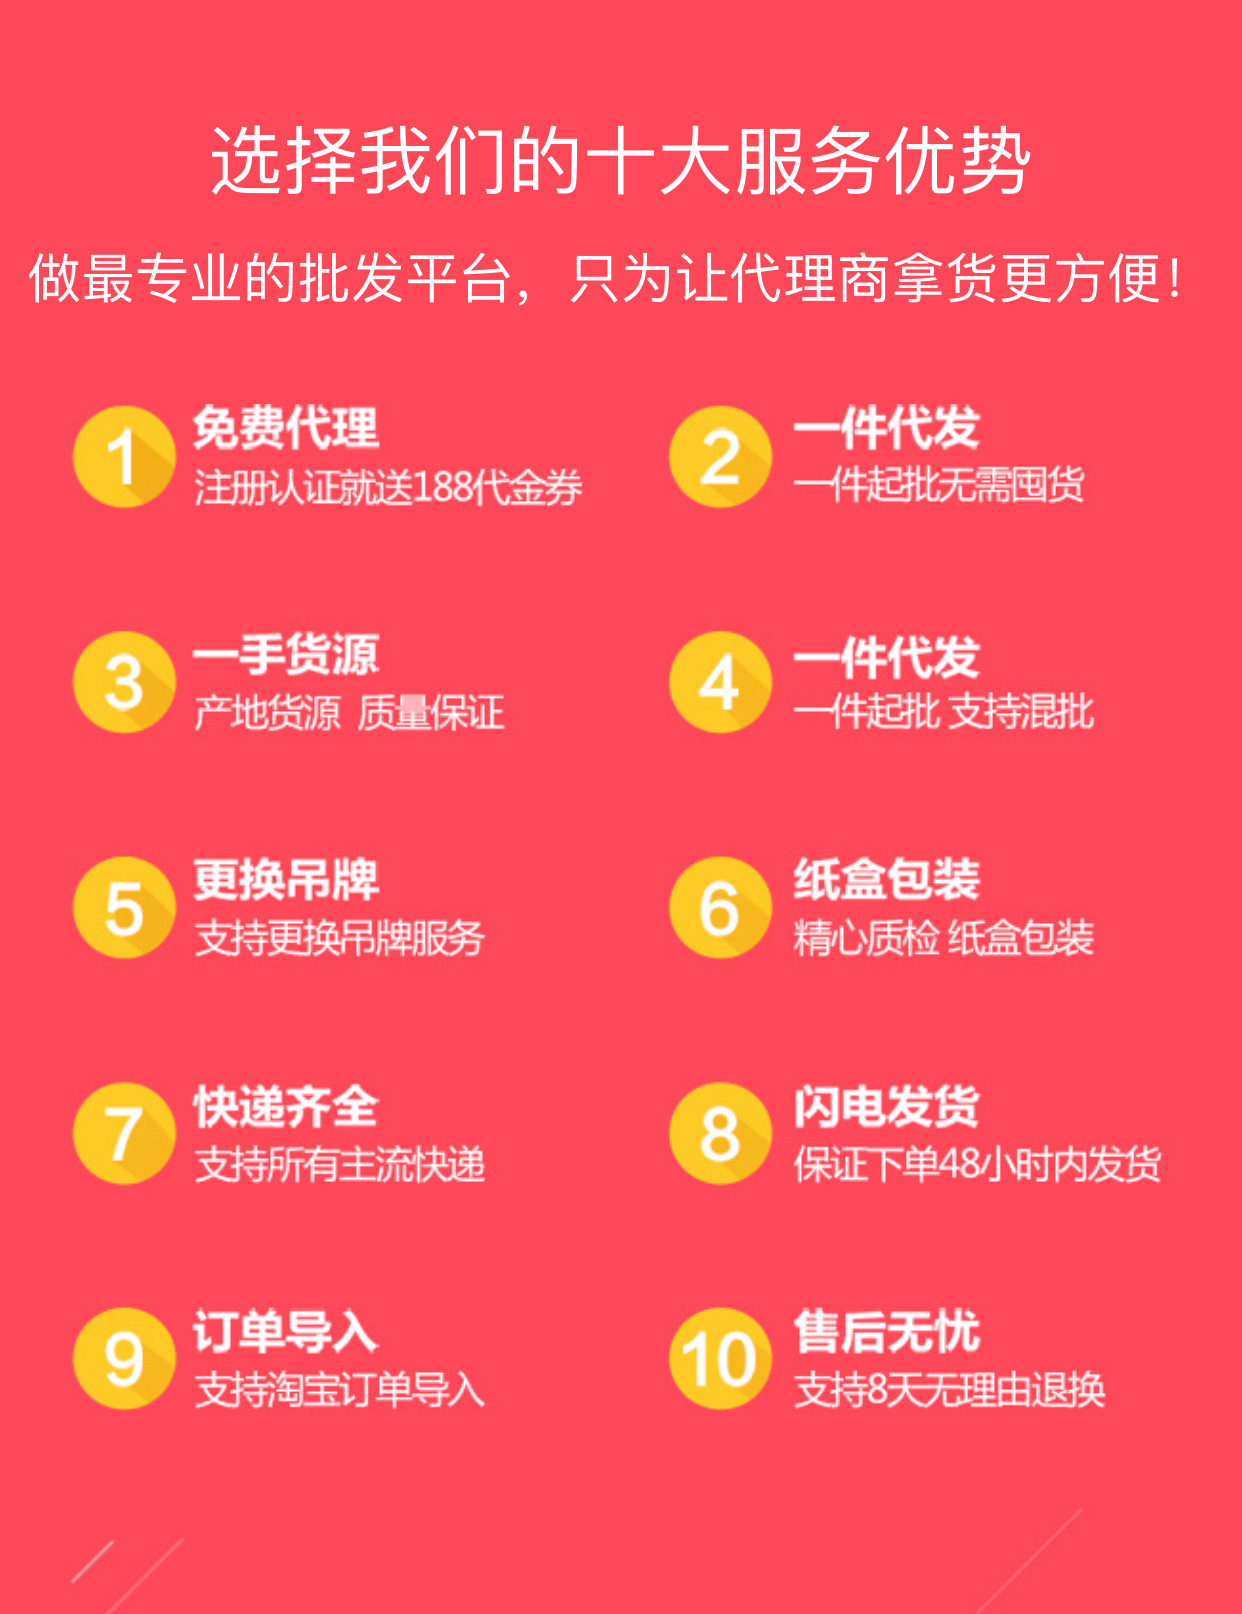 选择我们的十大服务优势
做最专业的批发平台，只为让代理商拿货更方便！
1 免费代理
注册认证就送188代金券
2 一件代发
一件起批无需囤货
3 一手货源
产地货源 质量保证
4 一件代发
一件起批 支持混批
5 更换吊牌
支持更换吊牌服务
6 纸盒包装
精心质检 纸盒包装
7 快递齐全
支持所有主流快递
8 闪电发货
保证下单48小时内发货
9 订单导入
支持淘宝订单导入
10 售后无忧
支持8天无理由退换